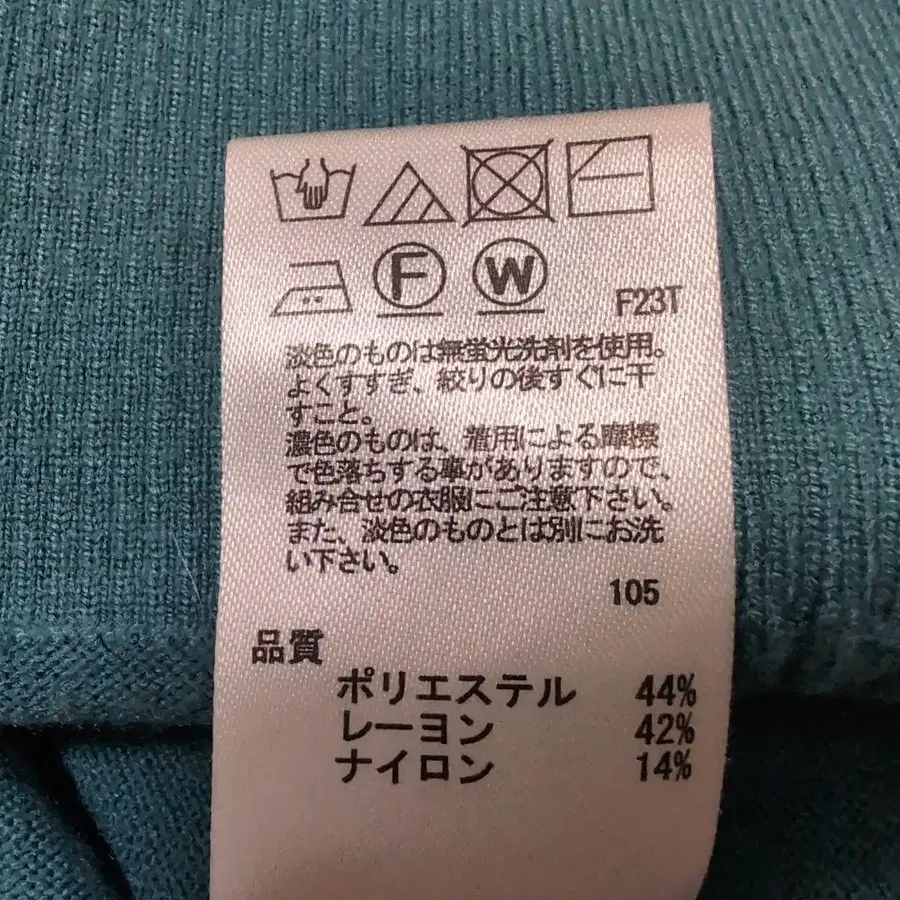 F W F23T
淡色のものは無蛍光洗剤を使用。
よくすすぎ、絞りの後すぐに干
すこと。
濃色のものは、着用による摩擦
で色落ちする事がありますので、
組み合せの衣服にご注意下さい。
また、淡色のものとは別にお洗
い下さい。
105
品質
ポリエステル 44%
レーヨン 42%
ナイロン 14%